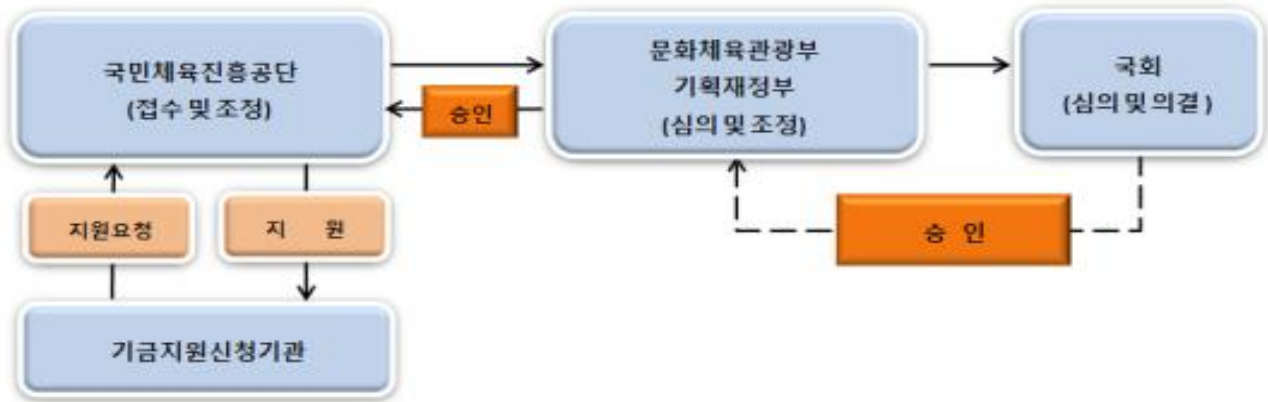 국민체육진흥공단
(접수 및 조정)
승인
문화체육관광부
기획재정부
(심의 및 조정)
국회
(심의 및 의결 )
지원요청
지 원
승 인
기금지원신청기관